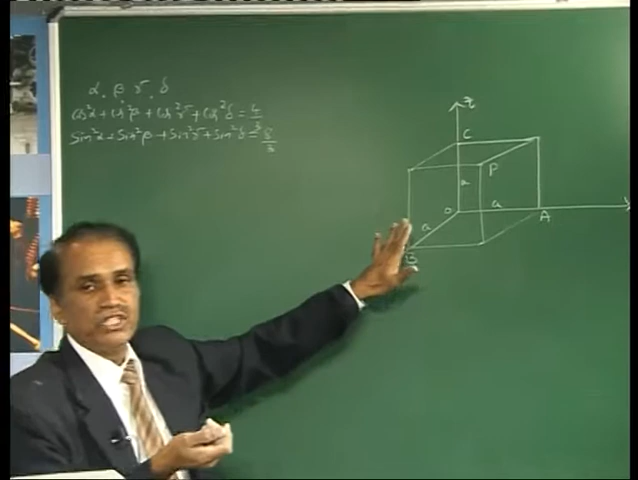 α, β, γ, δ
cos²α + cos²β + cos²γ + cos²δ = 4/3
sin²α + sin²β + sin²γ + sin²δ = 8/3
z
C
P
a
O
a
A
a
B